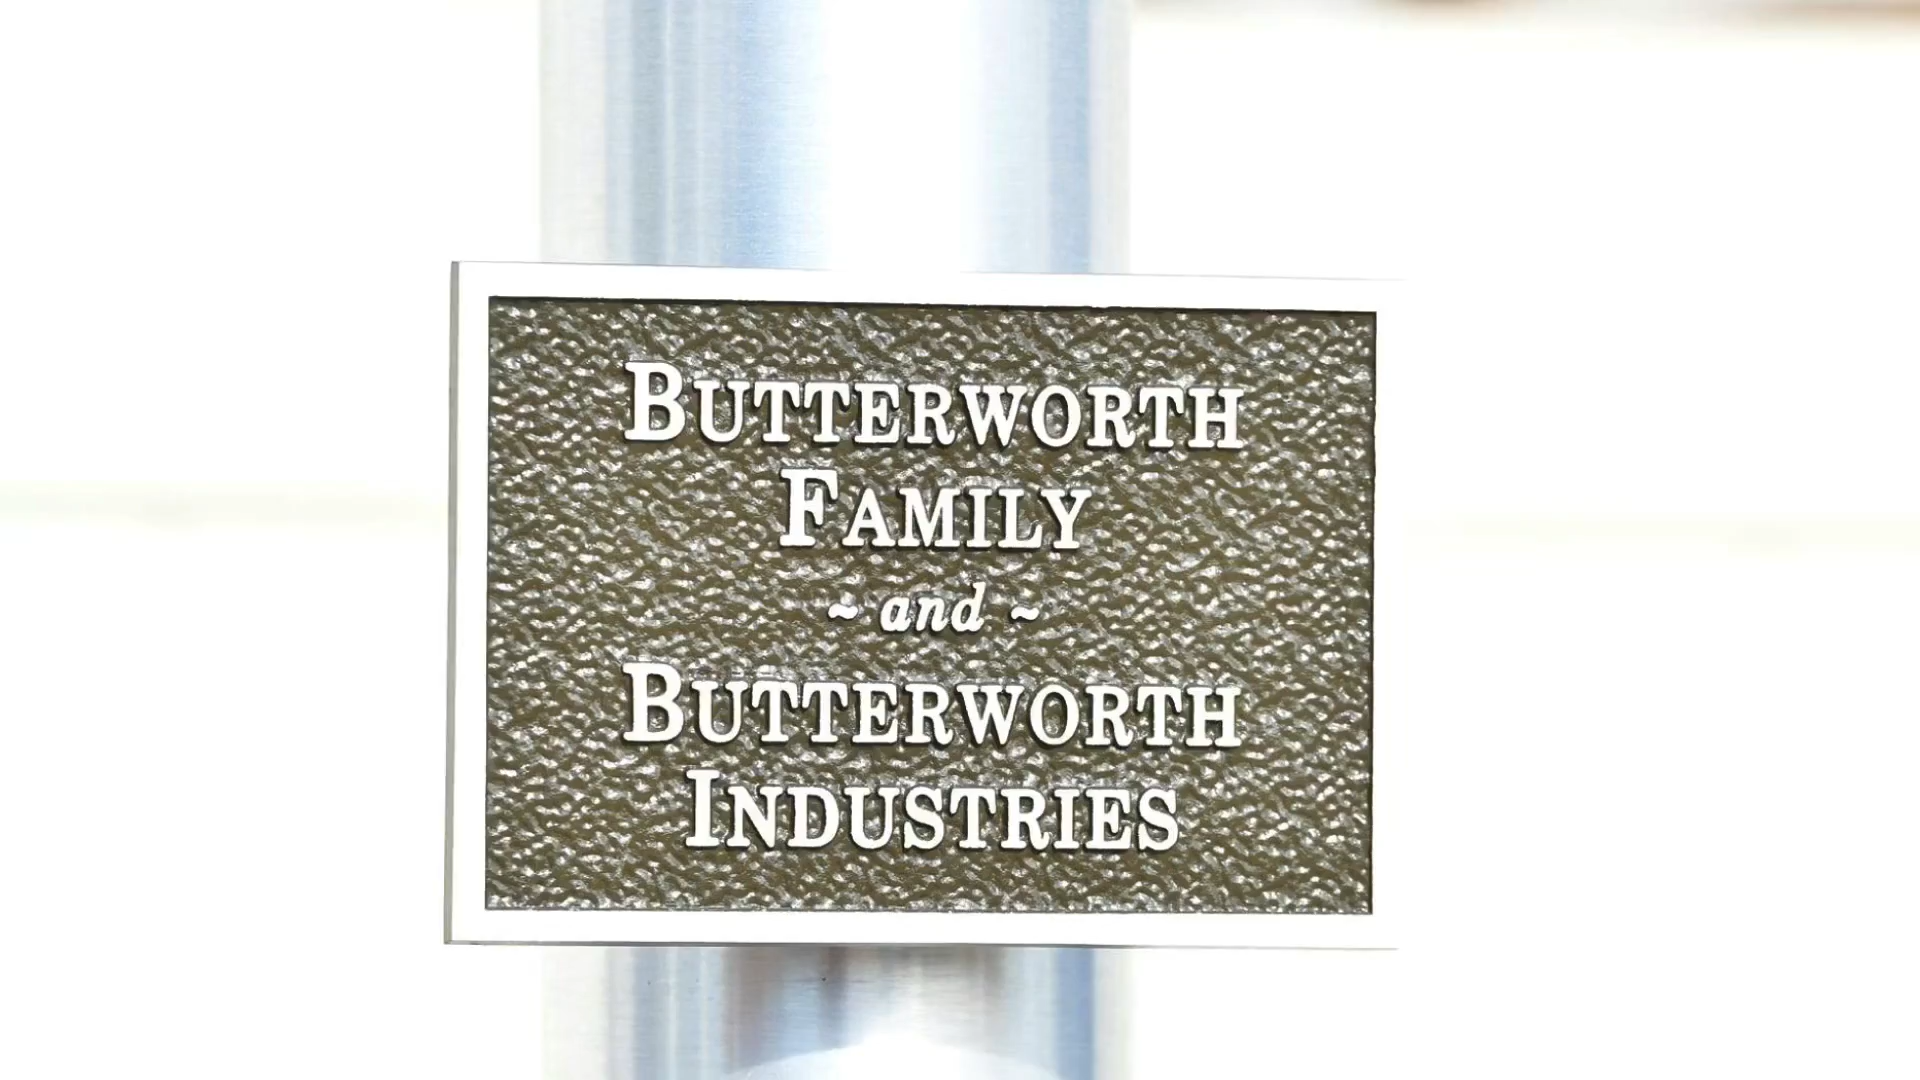 BUTTERWORTH
FAMILY
~ and ~
BUTTERWORTH
INDUSTRIES